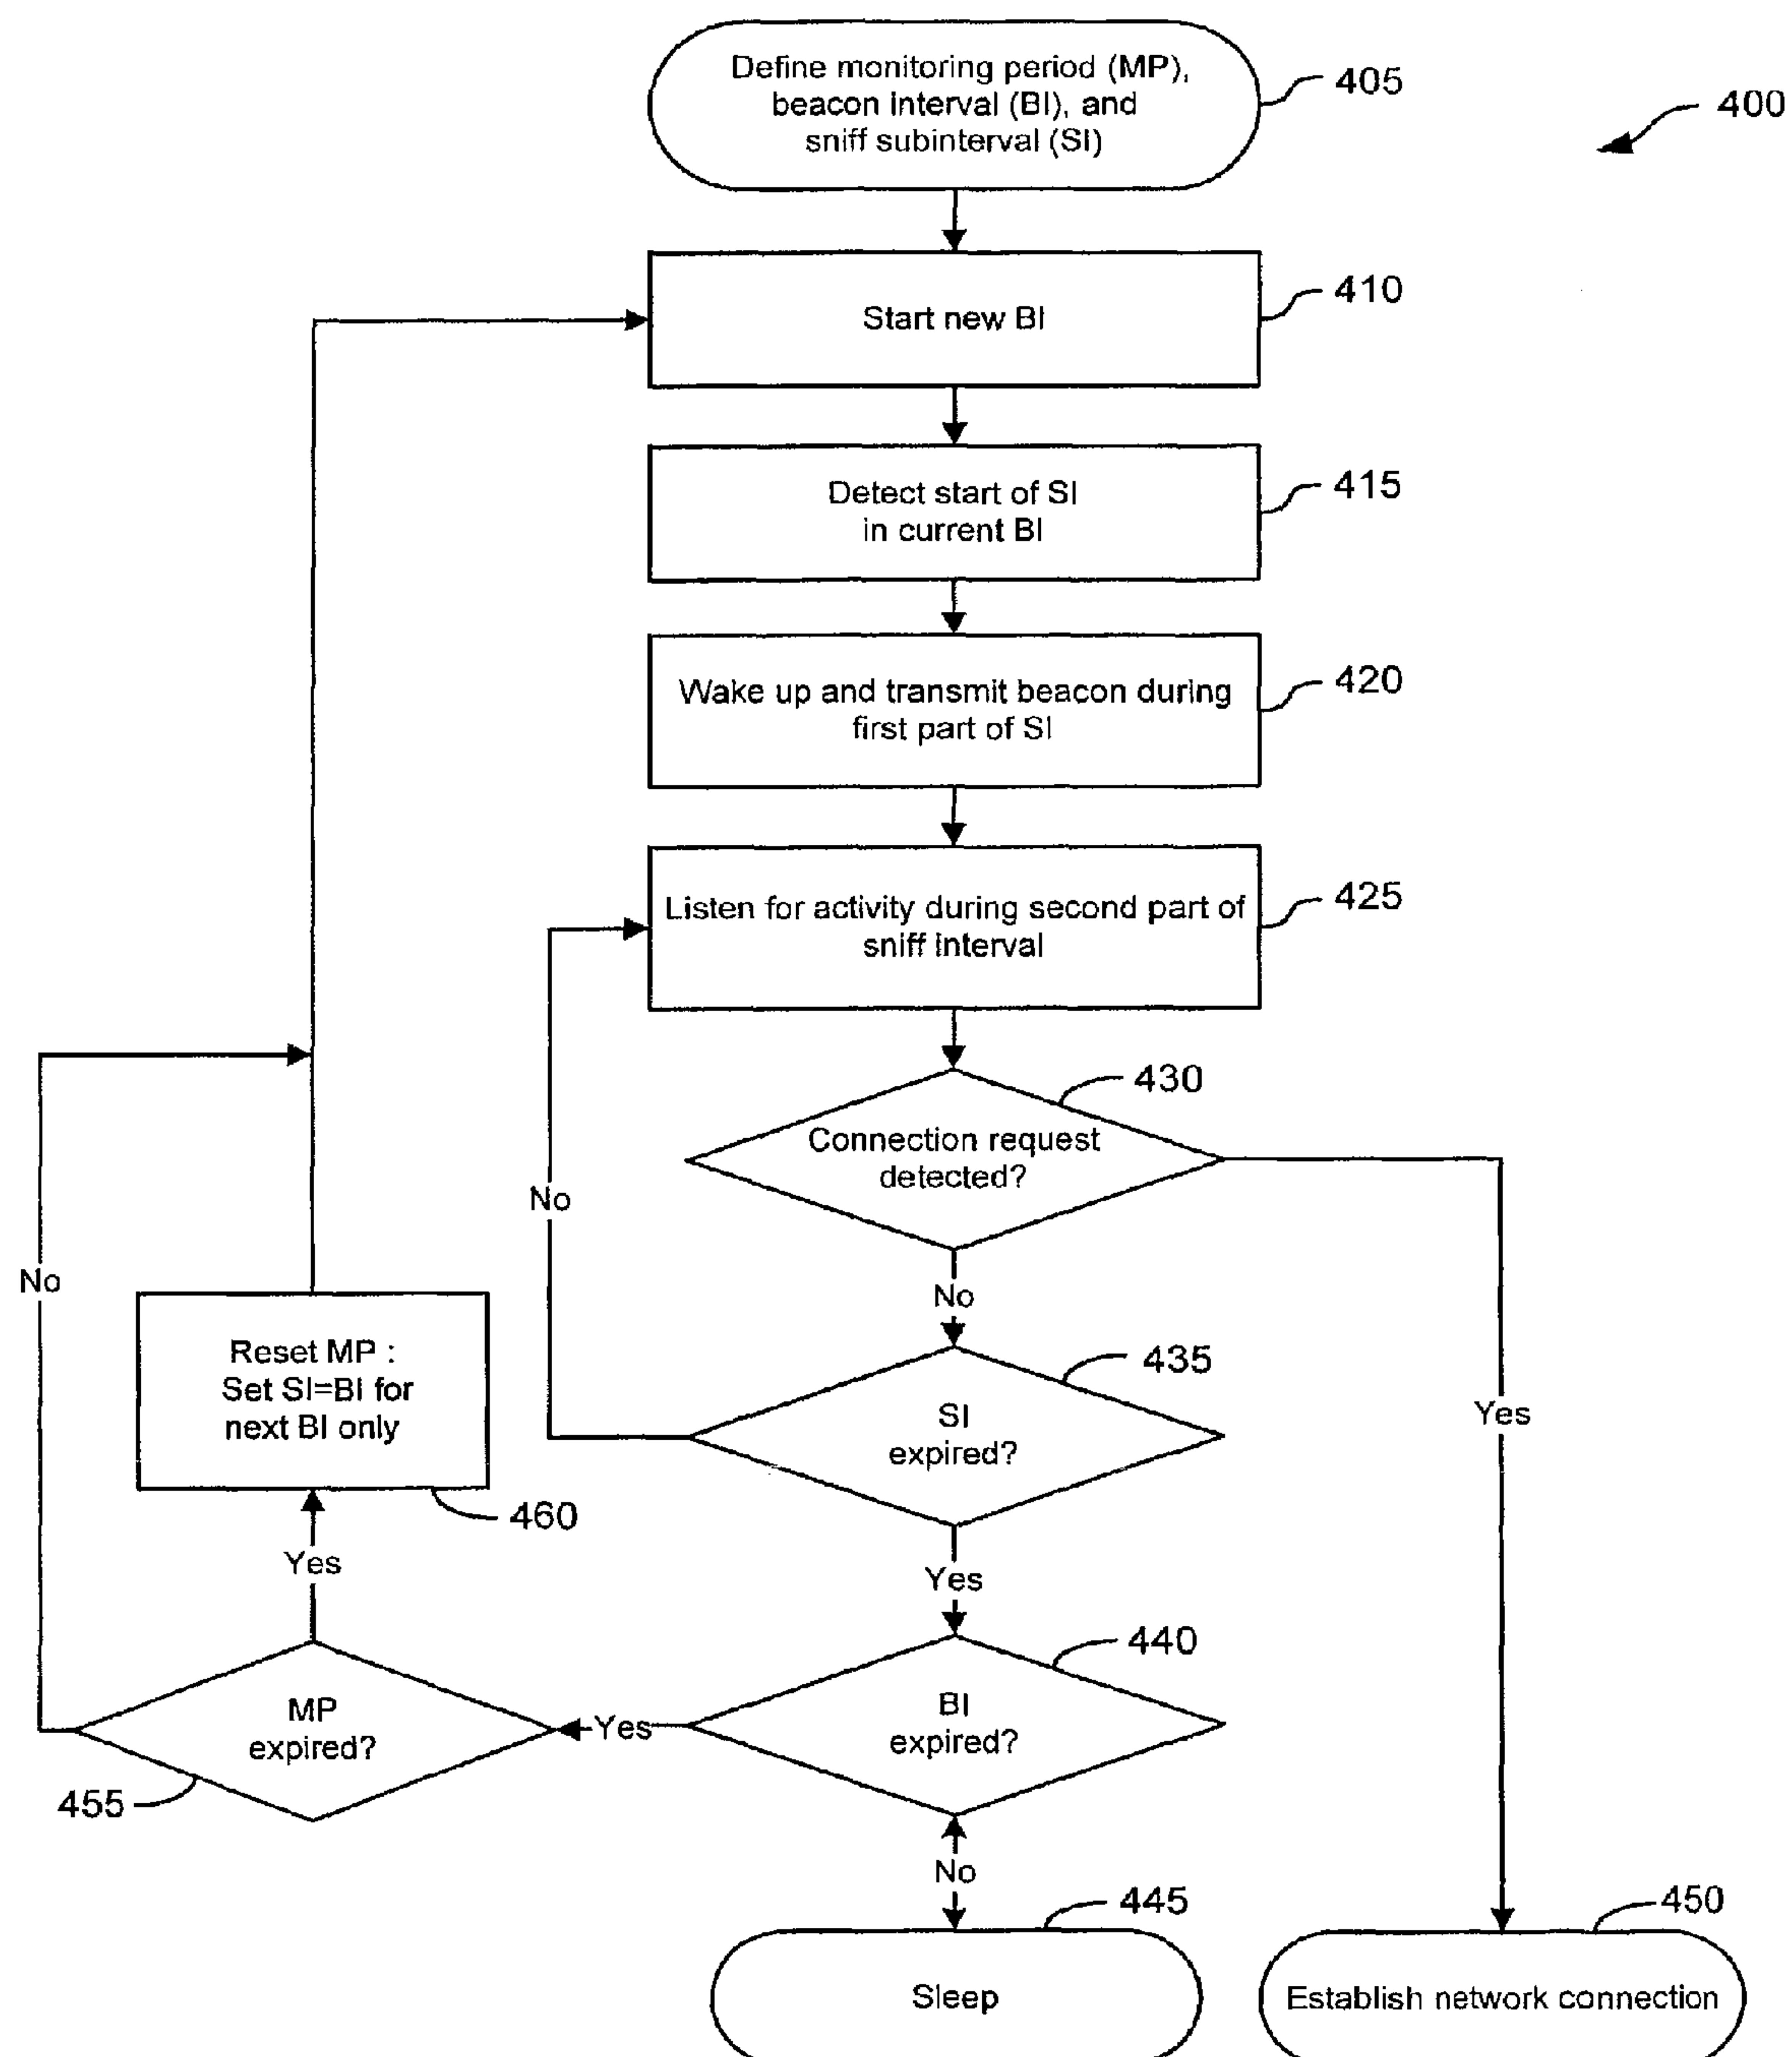 Define monitoring period (MP),
beacon interval (BI), and
sniff subinterval (SI)
405
400
Start new BI
410
Detect start of SI
in current BI
415
Wake up and transmit beacon during
first part of SI
420
Listen for activity during second part of
sniff interval
425
430
Connection request
detected?
No
No
Yes
No
435
SI
expired?
Reset MP :
Set SI=BI for
next BI only
460
Yes
Yes
440
MP
expired?
455
Yes
BI
expired?
No
445
450
Sleep
Establish network connection